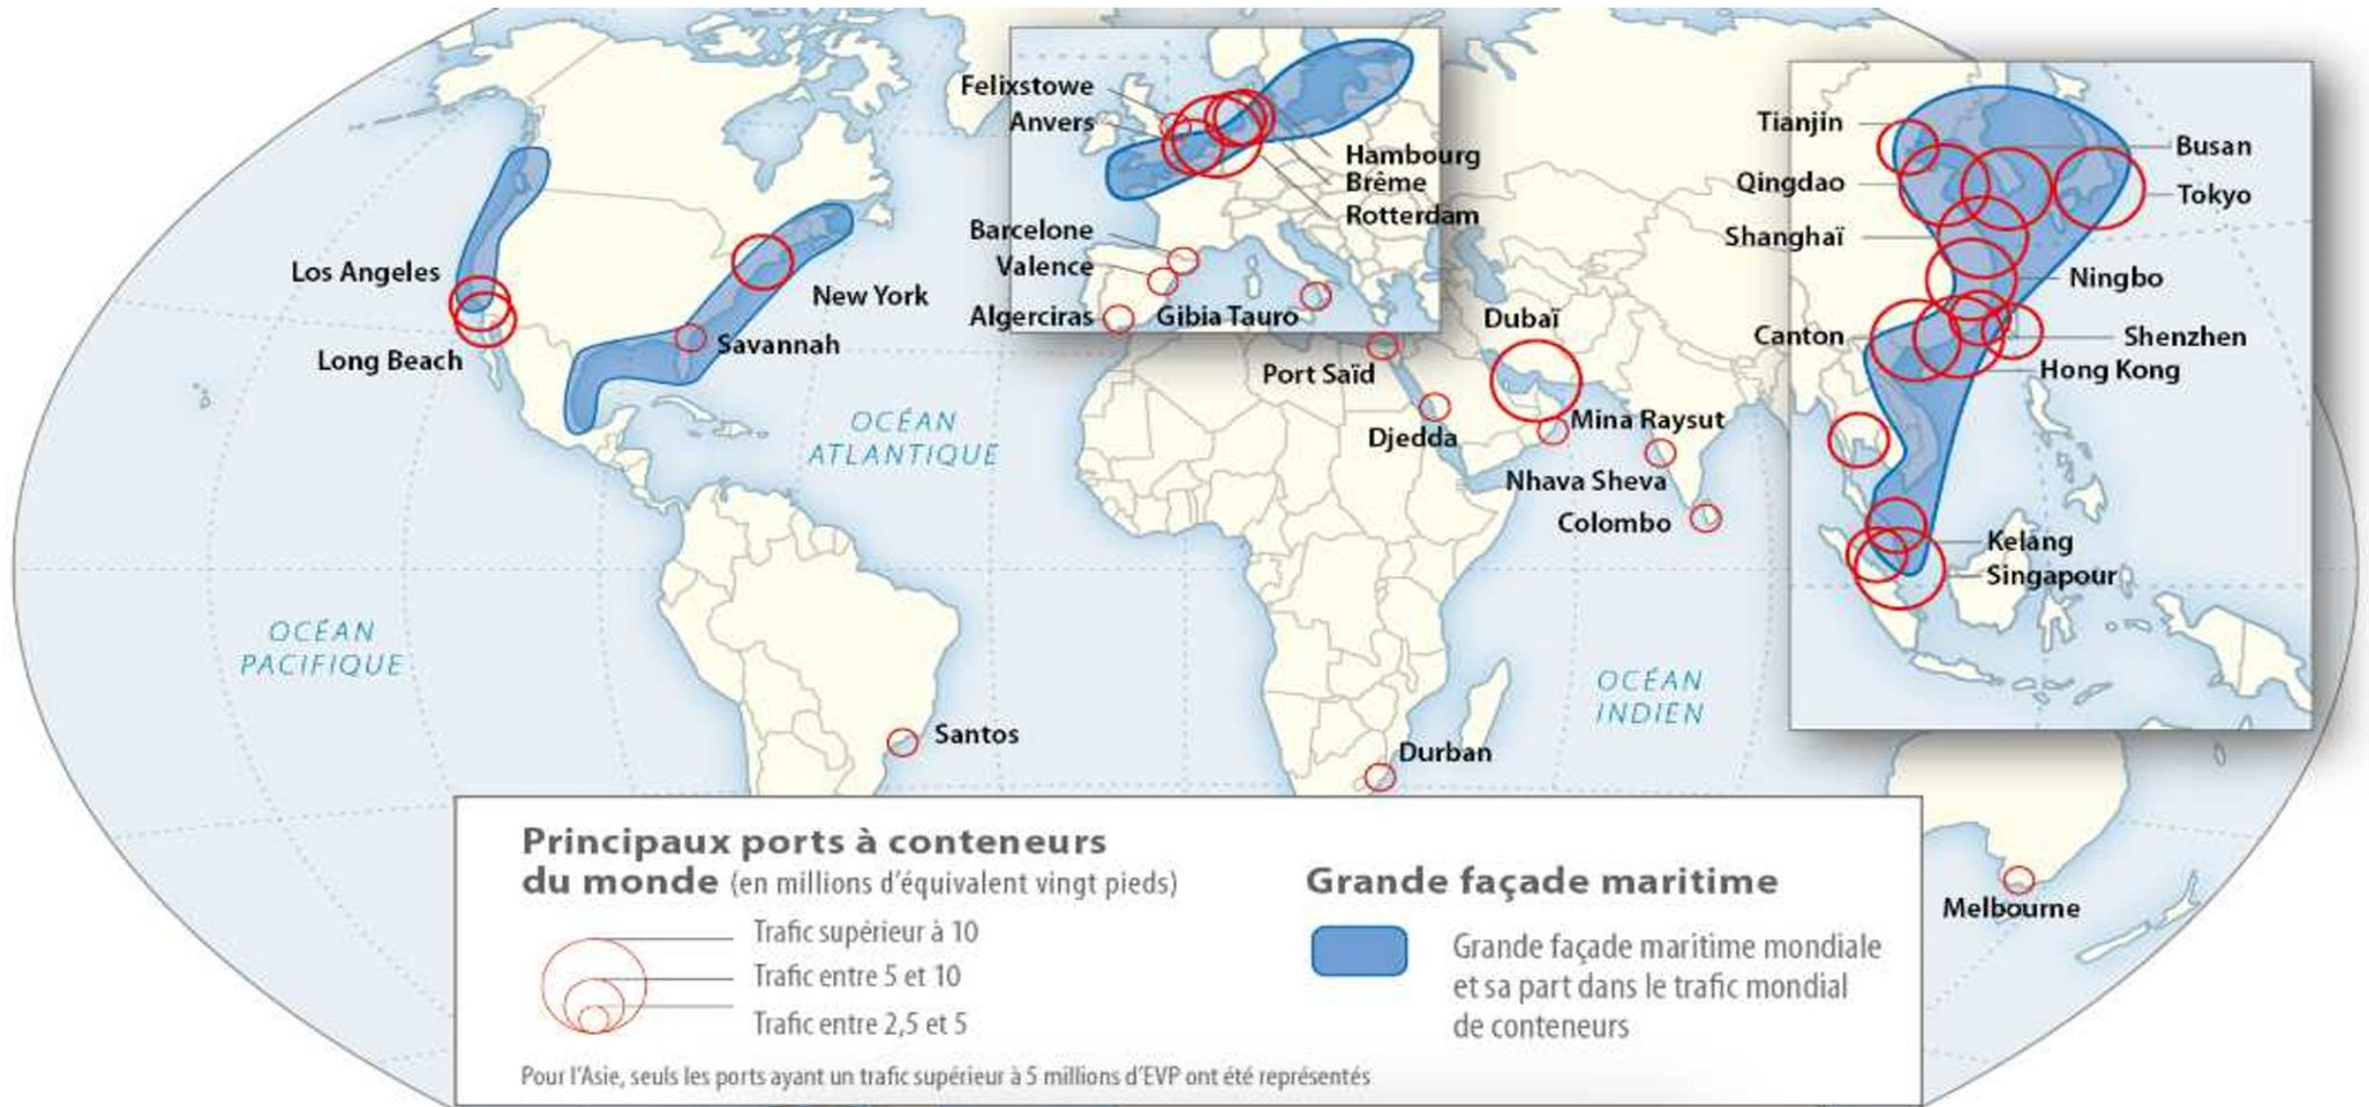 Felixstowe
Anvers
Hambourg
Brême
Rotterdam
Barcelone
Valence
Algerciras
Gibia Tauro
Tianjin
Qingdao
Shanghaï
Canton
Busan
Tokyo
Ningbo
Shenzhen
Hong Kong
Kelang
Singapour
Los Angeles
Long Beach
New York
Savannah
OCÉAN
ATLANTIQUE
Port Saïd
Djedda
Dubaï
Mina Raysut
Nhava Sheva
Colombo
OCÉAN
PACIFIQUE
OCÉAN
INDIEN
Santos
Durban
Melbourne
Principaux ports à conteneurs
du monde (en millions d'équivalent vingt pieds)
Trafic supérieur à 10
Trafic entre 5 et 10
Trafic entre 2,5 et 5
Grande façade maritime
Grande façade maritime mondiale
et sa part dans le trafic mondial
de conteneurs
Pour l'Asie, seuls les ports ayant un trafic supérieur à 5 millions d'EVP ont été représentés